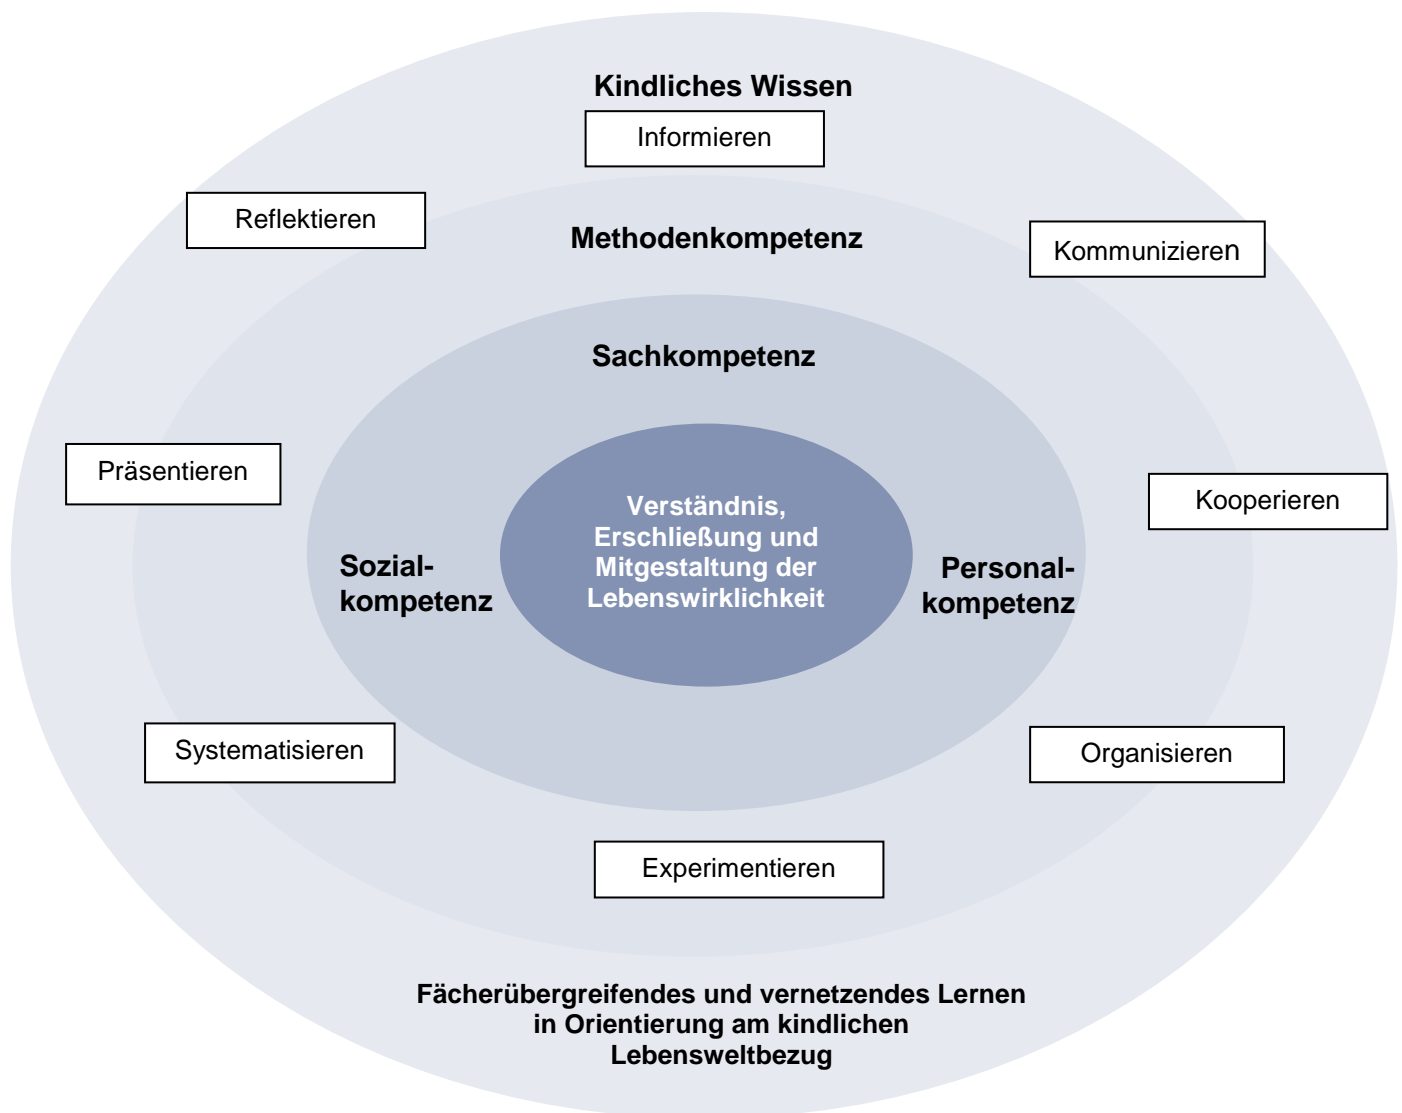 Kindliches Wissen
Informieren
Reflektieren
Methodenkompetenz
Kommunizieren
Sachkompetenz
Präsentieren
Kooperieren
Verständnis,
Erschließung und
Mitgestaltung der
Lebenswirklichkeit
Sozial-
kompetenz
Personal-
kompetenz
Systematisieren
Organisieren
Experimentieren
Fächerübergreifendes und vernetzendes Lernen
in Orientierung am kindlichen
Lebensweltbezug